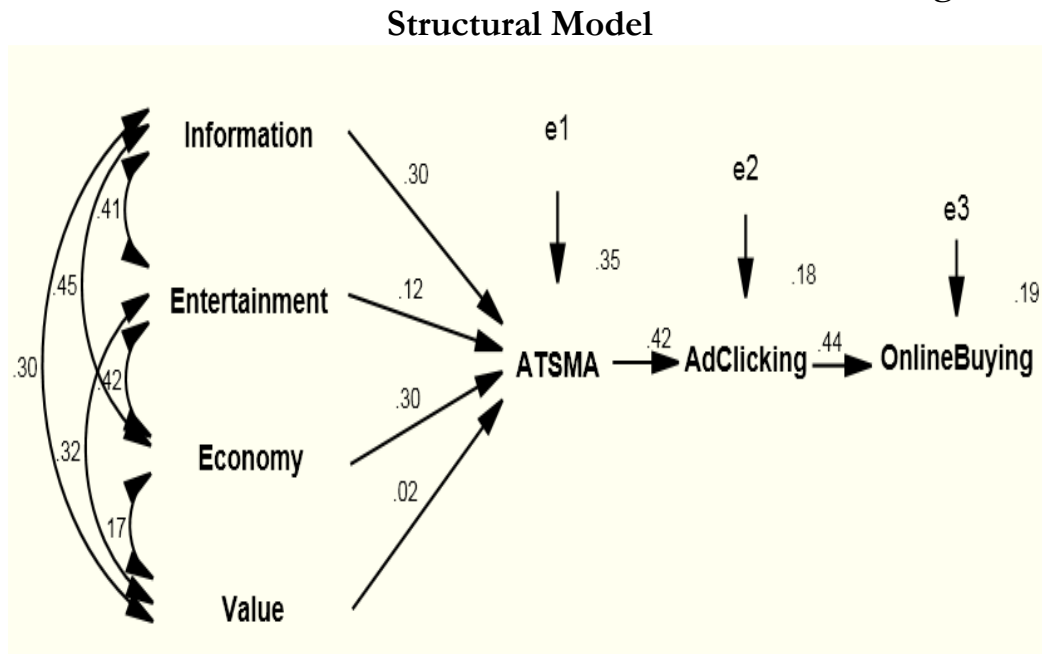 Structural Model
e1
Information
e2
.30
e3
.41
.35
.18
Entertainment
.12
.45
.19
.42
.44
ATSMA
AdClicking
OnlineBuying
.30
.42
.30
.32
Economy
.02
.17
Value